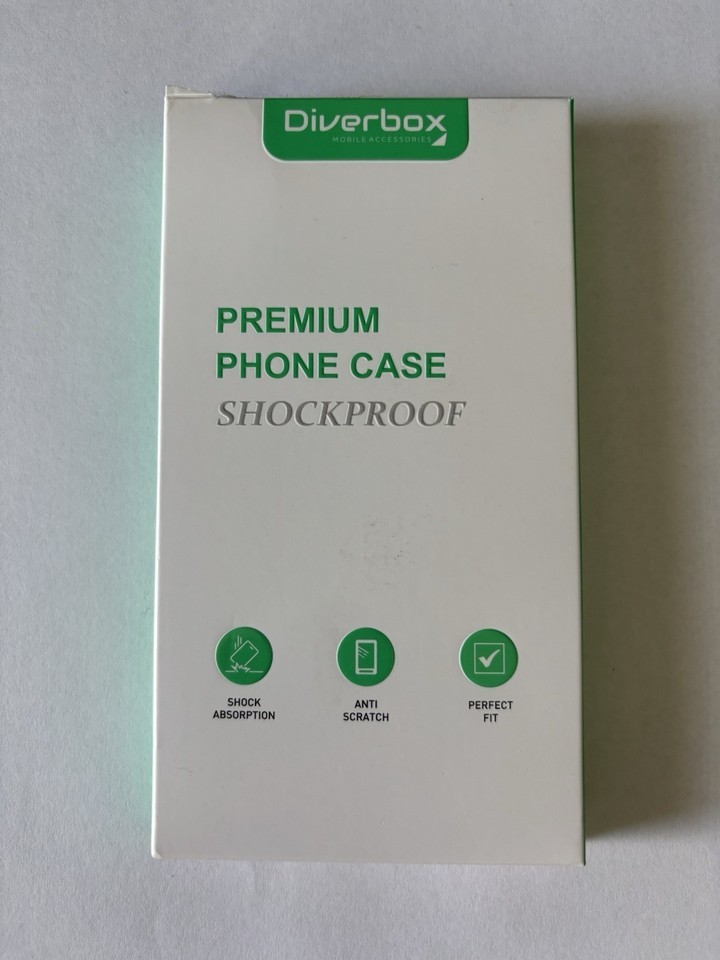 Diverbox
MOBILE ACCESSORIES
PREMIUM
PHONE CASE
SHOCKPROOF
SHOCK
ABSORPTION
ANTI
SCRATCH
PERFECT
FIT